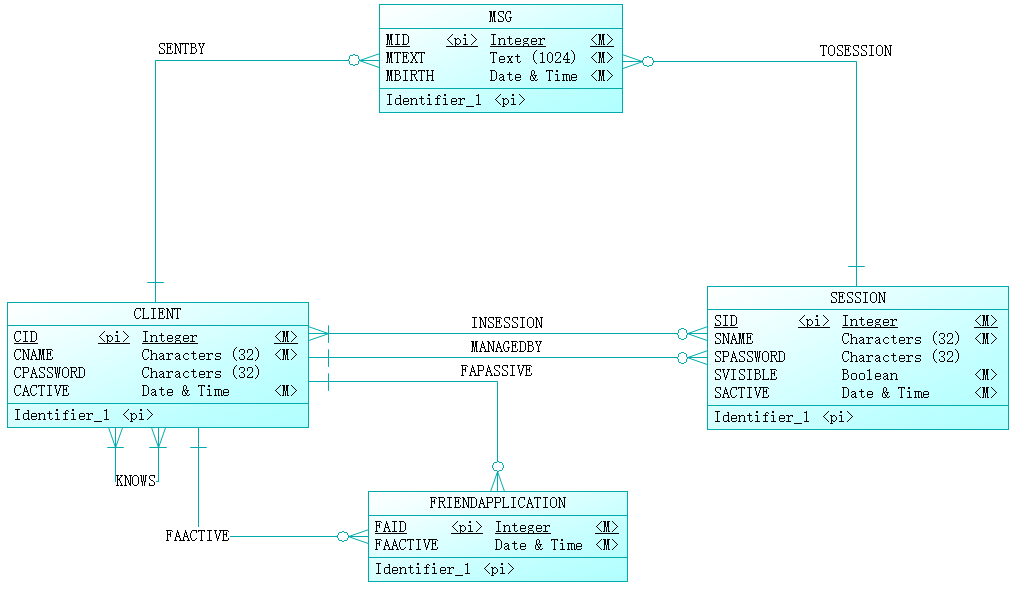 MSG
MID <pi> Integer <M>
MTEXT Text (1024) <M>
MBIRTH Date & Time <M>
Identifier_1 <pi>
SENTBY
TOSESSION
CLIENT
CID <pi> Integer <M>
CNAME Characters (32) <M>
CPASSWORD Characters (32)
CACTIVE Date & Time <M>
Identifier_1 <pi>
INSESSION
MANAGEDBY
FAPASSIVE
SESSION
SID <pi> Integer <M>
SNAME Characters (32) <M>
SPASSWORD Characters (32)
SVISIBLE Boolean <M>
SACTIVE Date & Time <M>
Identifier_1 <pi>
KNOWS
FAACTIVE
FRIENDAPPLICATION
FAID <pi> Integer <M>
FAACTIVE Date & Time <M>
Identifier_1 <pi>